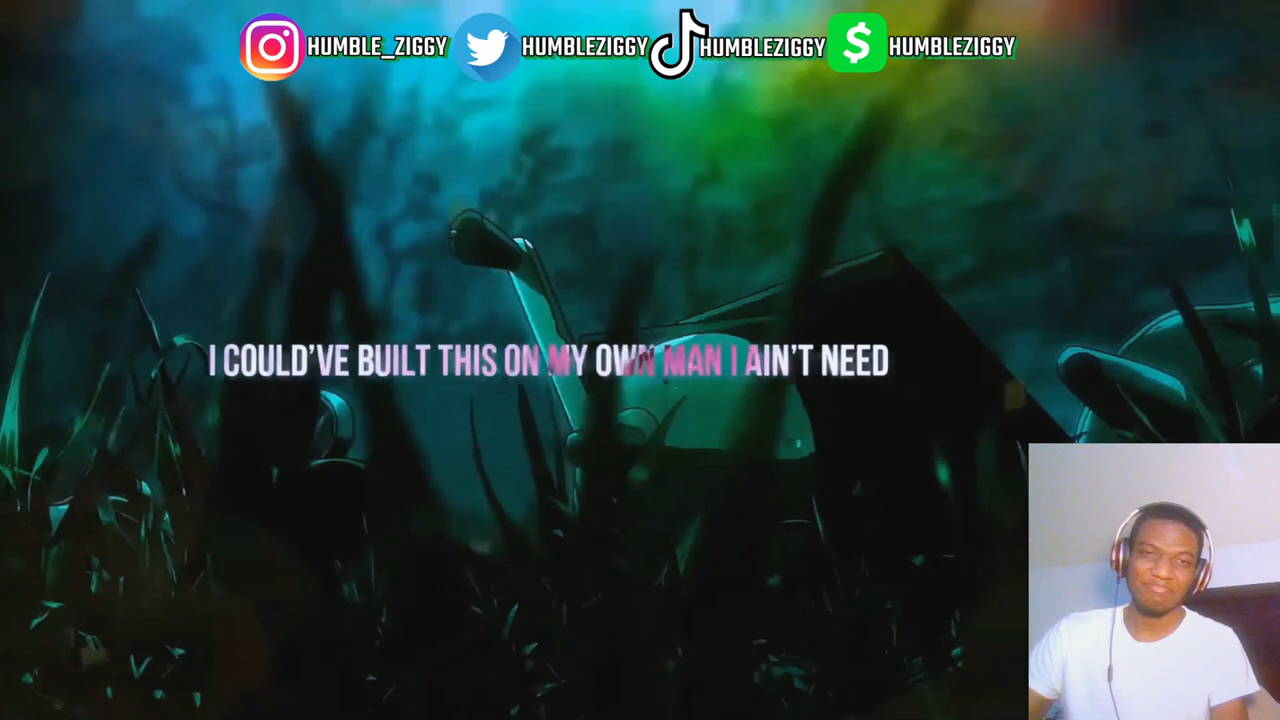 HUMBLE_ZIGGY HUMBLEZIGGY HUMBLEZIGGY $ HUMBLEZIGGY
I COULD'VE BUILT THIS ON MY OWN MAN I AIN'T NEED